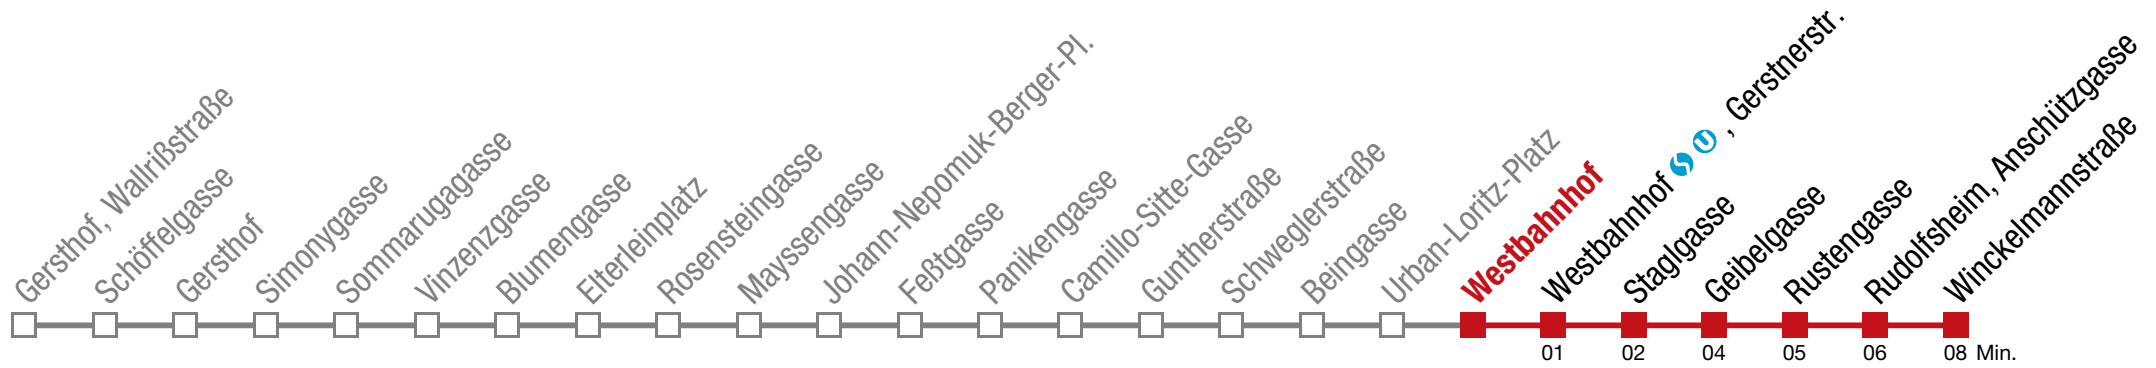 Gersthof, Wallrißstraße
Schöffelgasse
Gersthof
Simonygasse
Sommarugagasse
Vinzenzgasse
Blumengasse
Elterleinplatz
Rosensteingasse
Mayssengasse
Johann-Nepomuk-Berger-Pl.
Feßtgasse
Panikengasse
Camillo-Sitte-Gasse
Guntherstraße
Schweglerstraße
Beingasse
Urban-Loritz-Platz
Westbahnhof
Westbahnhof S U , Gerstnerstr.
Staglgasse
Geibelgasse
Rustengasse
Rudolfsheim, Anschützgasse
Winckelmannstraße
01 02 04 05 06 08 Min.